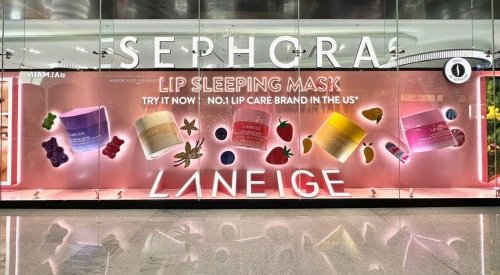 SEPHORA
LIP SLEEPING MASK
TRY IT NOW! NO.1 LIP CARE BRAND IN THE US*
LANEIGE